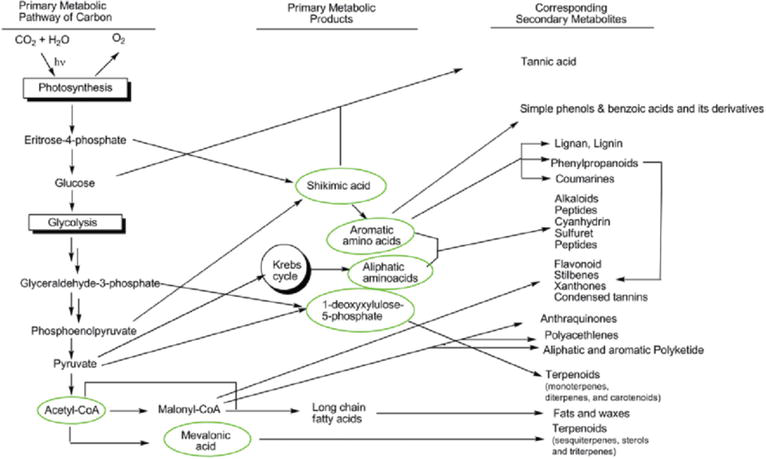 Primary Metabolic
Pathway of Carbon
Primary Metabolic
Products
Corresponding
Secondary Metabolites
CO2 + H2O
O2
hν
Photosynthesis
Tannic acid
Simple phenols & benzoic acids and its derivatives
Eritrose-4-phosphate
Lignan, Lignin
Phenylpropanoids
Coumarines
Glucose
Shikimic acid
Alkaloids
Peptides
Cyanhydrin
Sulfuret
Peptides
Glycolysis
Aromatic
amino acids
Krebs
cycle
Aliphatic
aminoacids
Flavonoid
Stilbenes
Xanthones
Condensed tannins
Glyceraldehyde-3-phosphate
1-deoxyxylulose-
5-phosphate
Anthraquinones
Phosphoenolpyruvate
Polyacethlenes
Aliphatic and aromatic Polyketide
Pyruvate
Terpenoids
(monoterpenes,
diterpenes, and carotenoids)
Acetyl-CoA
Malonyl-CoA
Long chain
fatty acids
Fats and waxes
Mevalonic
acid
Terpenoids
(sesquiterpenes, sterols
and triterpenes)